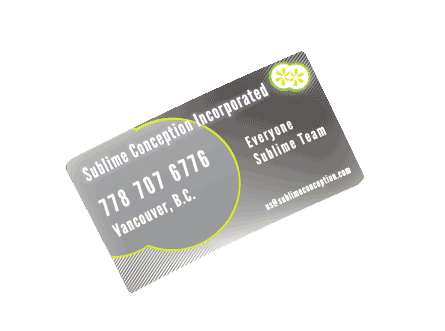 Sublime Conception Incorporated
778 707 6776
Vancouver, B.C.
Everyone
Sublime Team
us@sublimeconception.com